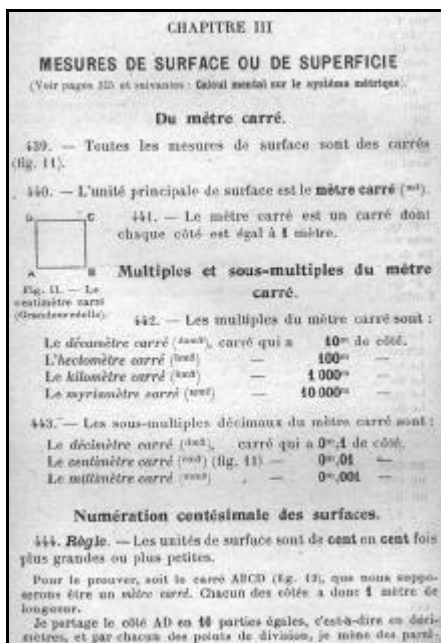 CHAPITRE III
MESURES DE SURFACE OU DE SUPERFICIE
(Voir pages 325 et suivantes : Calcul mental sur le système métrique).
Du mètre carré.
439. — Toutes les mesures de surface sont des carrés
(fig. 11).
440. — L'unité principale de surface est le mètre carré (mq).
D C
A B
Fig. 11. — Le
centimètre carré
(Grandeur réelle).
441. — Le mètre carré est un carré dont
chaque côté est égal à 1 mètre.
Multiples et sous-multiples du mètre
carré.
442. — Les multiples du mètre carré sont :
Le décamètre carré, carré qui a 10m de côté.
L'hectomètre carré — 100m —
Le kilomètre carré — 1 000m —
Le myriamètre carré — 10 000m —
443. — Les sous-multiples décimaux du mètre carré sont :
Le décimètre carré, carré qui a 0m,1 de côté.
Le centimètre carré (fig. 11) — 0m,01 —
Le millimètre carré — 0m,001 —
Numération centésimale des surfaces.
444. Règle. — Les unités de surface sont de cent en cent fois
plus grandes ou plus petites.
Pour le prouver, soit le carré ABCD (fig. 12), que nous suppo-
serons être un mètre carré. Chacun des côtés a donc 1 mètre de
longueur.
Je partage le côté AD en 10 parties égales, c'est-à-dire en déci-
mètres, et par chacun des points de division, je mène des para-